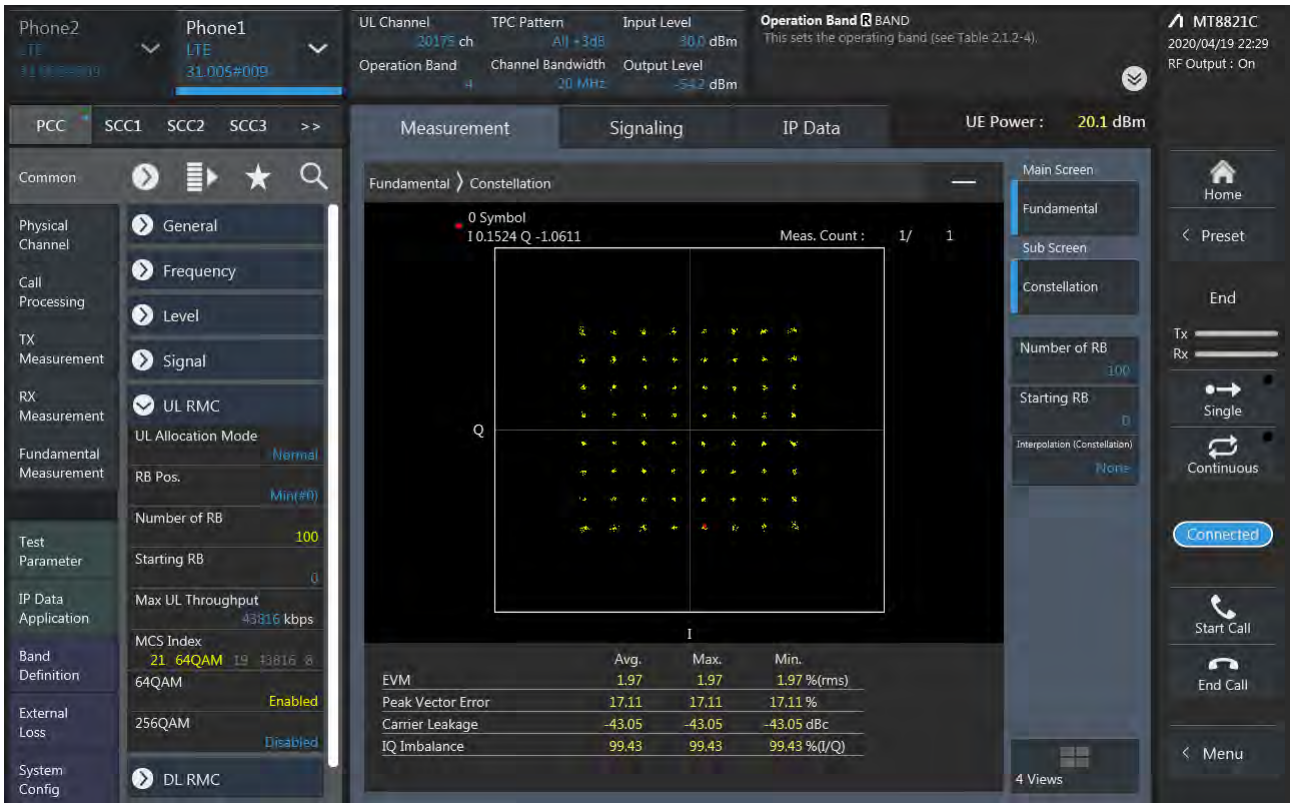 Phone2
LTE
Phone1
LTE
31.005#009
UL Channel
20175 ch
TPC Pattern
All +3dB
Input Level
30.0 dBm
Operation Band
4
Channel Bandwidth
20 MHz
Output Level
-54.2 dBm
Operation Band R BAND
This sets the operating band (see Table 2.1.2-4).
MT8821C
2020/04/19 22:29
RF Output : On
PCC SCC1 SCC2 SCC3 >>
Measurement Signaling IP Data
UE Power : 20.1 dBm
Common
Physical
Channel
Call
Processing
TX
Measurement
RX
Measurement
Fundamental
Measurement
Test
Parameter
IP Data
Application
Band
Definition
External
Loss
System
Config
General
Frequency
Level
Signal
UL RMC
UL Allocation Mode
Normal
RB Pos.
Min(#0)
Number of RB
100
Starting RB
0
Max UL Throughput
43816 kbps
MCS Index
21 64QAM 19 43816 8
64QAM
Enabled
256QAM
Disabled
DL RMC
Fundamental 〉 Constellation
0 Symbol
I 0.1524 Q -1.0611
Meas. Count : 1/ 1
Q
I
Avg. Max. Min.
EVM 1.97 1.97 1.97 %(rms)
Peak Vector Error 17.11 17.11 17.11 %
Carrier Leakage -43.05 -43.05 -43.05 dBc
IQ Imbalance 99.43 99.43 99.43 %(I/Q)
Main Screen
Fundamental
Sub Screen
Constellation
Number of RB
100
Starting RB
0
Interpolation (Constellation)
None
4 Views
Home
< Preset
End
Tx
Rx
Single
Continuous
Connected
Start Call
End Call
< Menu